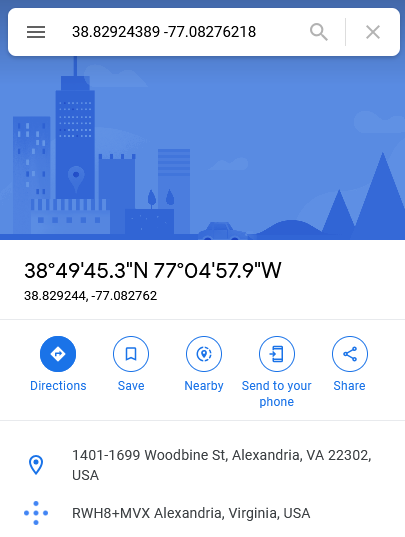 38.82924389 -77.08276218
38°49'45.3"N 77°04'57.9"W
38.829244, -77.082762
Directions
Save
Nearby
Send to your
phone
Share
1401-1699 Woodbine St, Alexandria, VA 22302,
USA
RWH8+MVX Alexandria, Virginia, USA